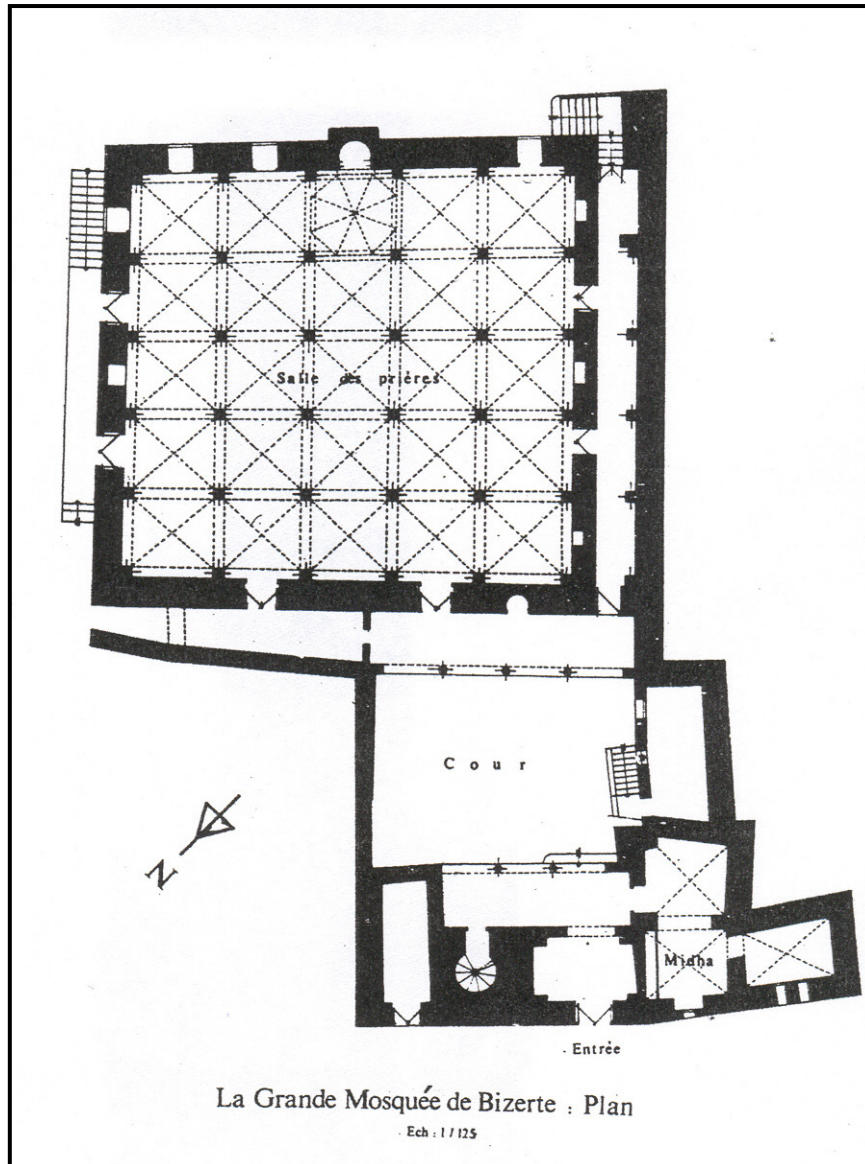 Salle des prières
Cour
N
Midha
Entrée
La Grande Mosquée de Bizerte : Plan
Ech : 1/125